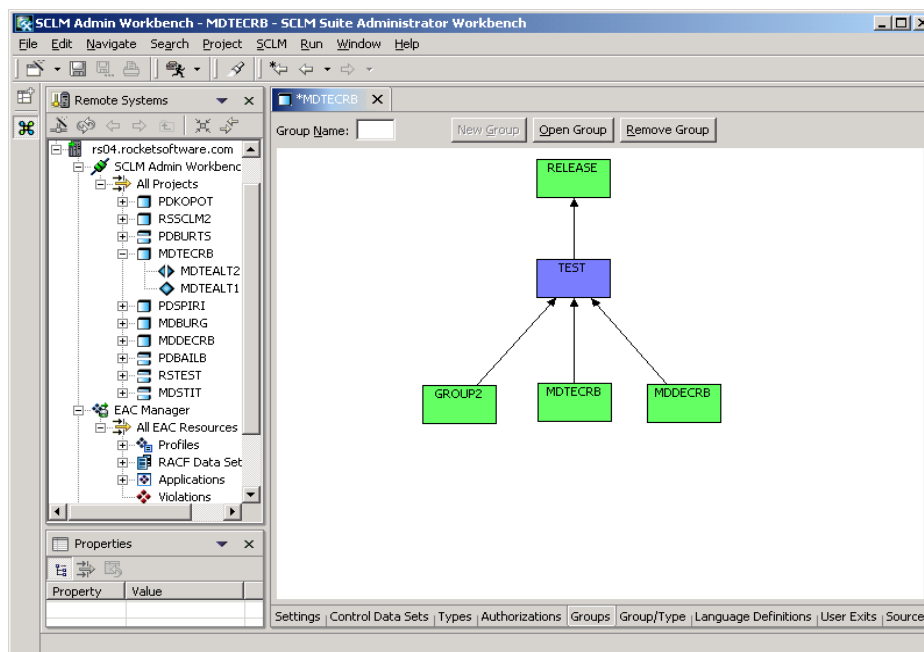 SCLM Admin Workbench - MDTECRB - SCLM Suite Administrator Workbench
File Edit Navigate Search Project SCLM Run Window Help
Remote Systems
rs04.rocketsoftware.com
SCLM Admin Workbenc
All Projects
PDKOPOT
RSSCLM2
PDBURTS
MDTECRB
MDTEALT2
MDTEALT1
PDSPIRI
MDBURG
MDDECRB
PDBAILB
RSTEST
MDSTIT
EAC Manager
All EAC Resources
Profiles
RACF Data Set
Applications
Violations
Properties
Property Value
*MDTECRB
Group Name: New Group Open Group Remove Group
RELEASE
TEST
GROUP2 MDTECRB MDDECRB
Settings Control Data Sets Types Authorizations Groups Group/Type Language Definitions User Exits Source